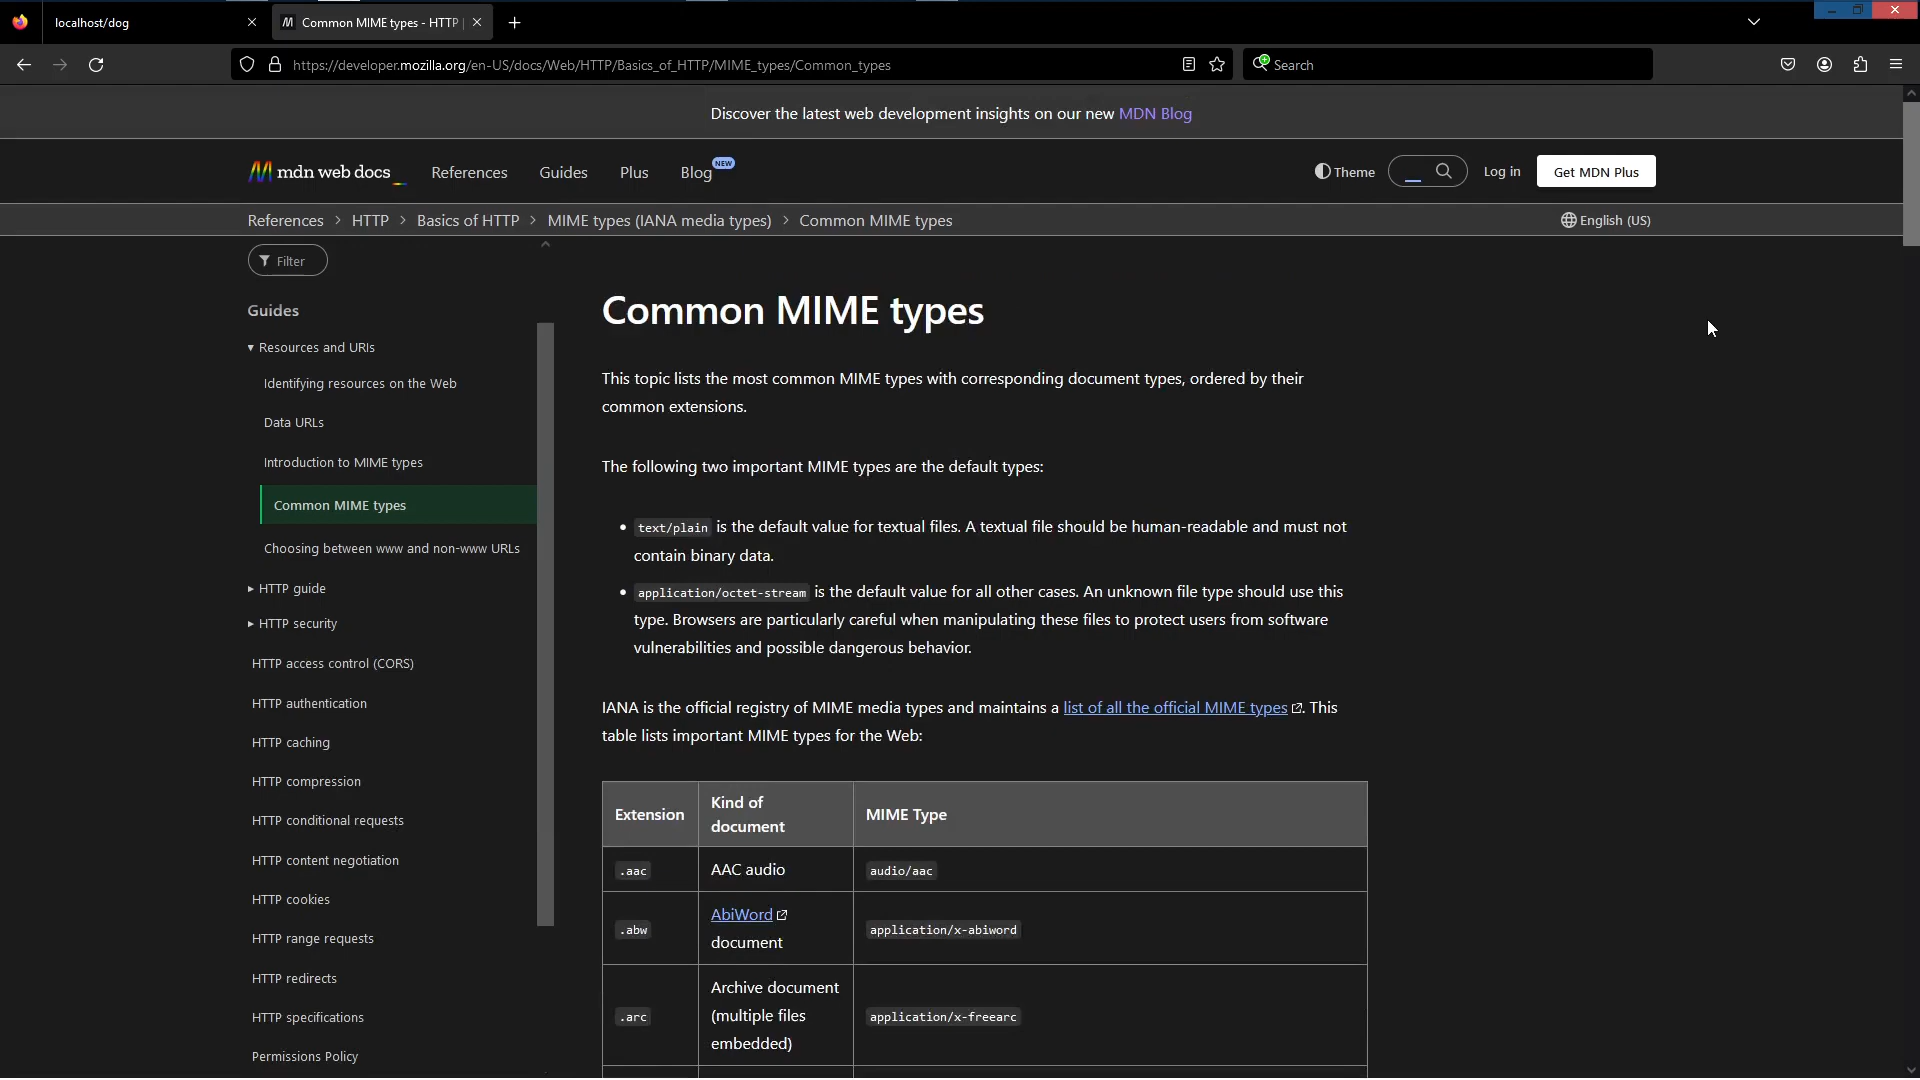 localhost/dog
Common MIME types - HTTP |
https://developer.mozilla.org/en-US/docs/Web/HTTP/Basics_of_HTTP/MIME_types/Common_types
Search
Discover the latest web development insights on our new MDN Blog
mdn web docs
References
Guides
Plus
Blog
NEW
Theme
Log in
Get MDN Plus
References > HTTP > Basics of HTTP > MIME types (IANA media types) > Common MIME types
English (US)
Filter
Guides
Resources and URIs
Identifying resources on the Web
Data URLs
Introduction to MIME types
Common MIME types
Choosing between www and non-www URLs
HTTP guide
HTTP security
HTTP access control (CORS)
HTTP authentication
HTTP caching
HTTP compression
HTTP conditional requests
HTTP content negotiation
HTTP cookies
HTTP range requests
HTTP redirects
HTTP specifications
Permissions Policy
Common MIME types
This topic lists the most common MIME types with corresponding document types, ordered by their
common extensions.
The following two important MIME types are the default types:
• text/plain is the default value for textual files. A textual file should be human-readable and must not
contain binary data.
• application/octet-stream is the default value for all other cases. An unknown file type should use this
type. Browsers are particularly careful when manipulating these files to protect users from software
vulnerabilities and possible dangerous behavior.
IANA is the official registry of MIME media types and maintains a list of all the official MIME types. This
table lists important MIME types for the Web:
Extension
Kind of
document
MIME Type
.aac
AAC audio
audio/aac
.abw
AbiWord
document
application/x-abiword
.arc
Archive document
(multiple files
embedded)
application/x-freearc